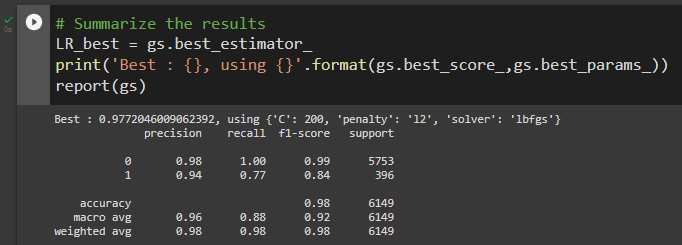 0s
# Summarize the results
LR_best = gs.best_estimator_
print('Best : {}, using {}'.format(gs.best_score_,gs.best_params_))
report(gs)
Best : 0.9772046009062392, using {'C': 200, 'penalty': 'l2', 'solver': 'lbfgs'}
precision recall f1-score support
0 0.98 1.00 0.99 5753
1 0.94 0.77 0.84 396
accuracy 0.98 6149
macro avg 0.96 0.88 0.92 6149
weighted avg 0.98 0.98 0.98 6149